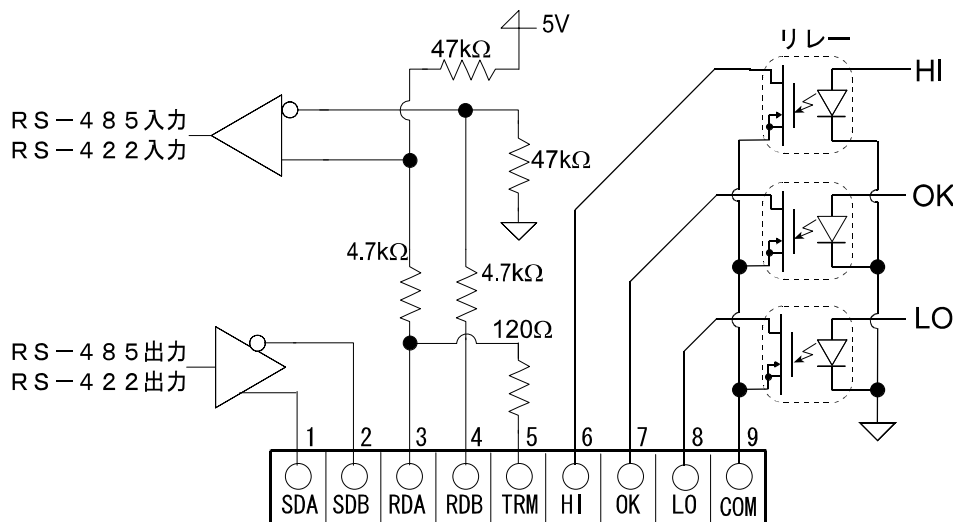 5V
47kΩ
リレー
HI
RS-485入力
RS-422入力
47kΩ
OK
4.7kΩ
4.7kΩ
LO
120Ω
RS-485出力
RS-422出力
1 2 3 4 5 6 7 8 9
SDA SDB RDA RDB TRM HI OK LO COM